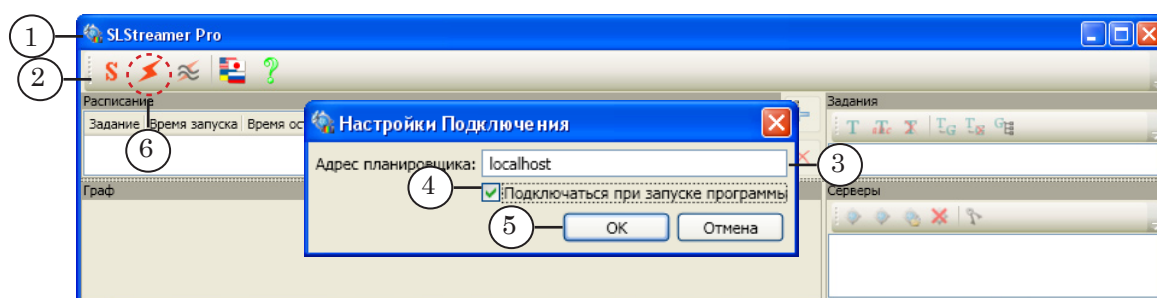 1
SLStreamer Pro
2
S
Расписание
Задания
Задание Время запуска Время ос
6
Настройки Подключения
Адрес планировщика: localhost
3
4
Подключаться при запуске программы
Граф
Серверы
5
ОК
Отмена